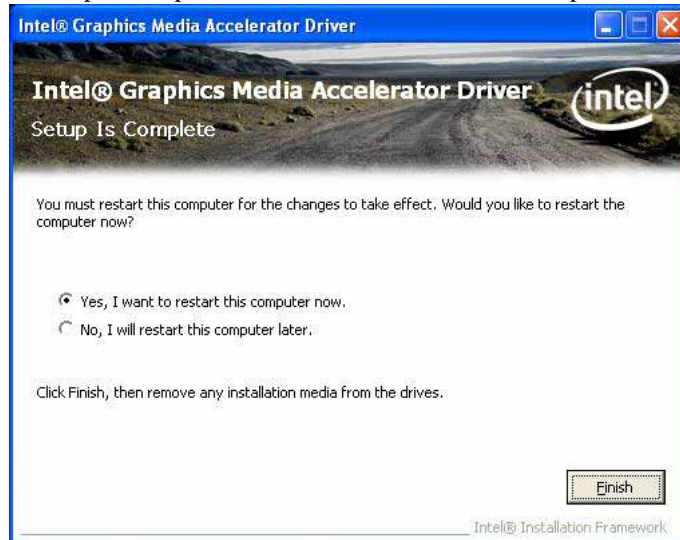 Intel® Graphics Media Accelerator Driver
Intel® Graphics Media Accelerator Driver
intel
Setup Is Complete
You must restart this computer for the changes to take effect. Would you like to restart the
computer now?
Yes, I want to restart this computer now.
No, I will restart this computer later.
Click Finish, then remove any installation media from the drives.
Finish
Intel® Installation Framework